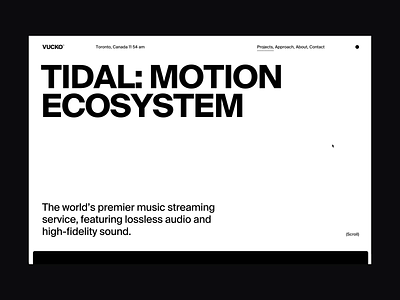 VUCKO
Toronto, Canada 11:54 am
Projects, Approach, About, Contact
TIDAL: MOTION
ECOSYSTEM
The world's premier music streaming
service, featuring lossless audio and
high-fidelity sound.
(Scroll)